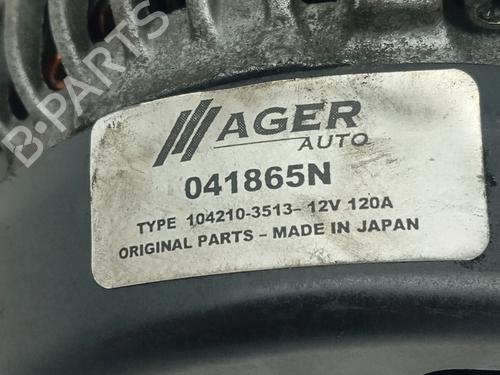 B-PARTS
AGER
AUTO
041865N
TYPE 104210-3513- 12V 120A
ORIGINAL PARTS - MADE IN JAPAN